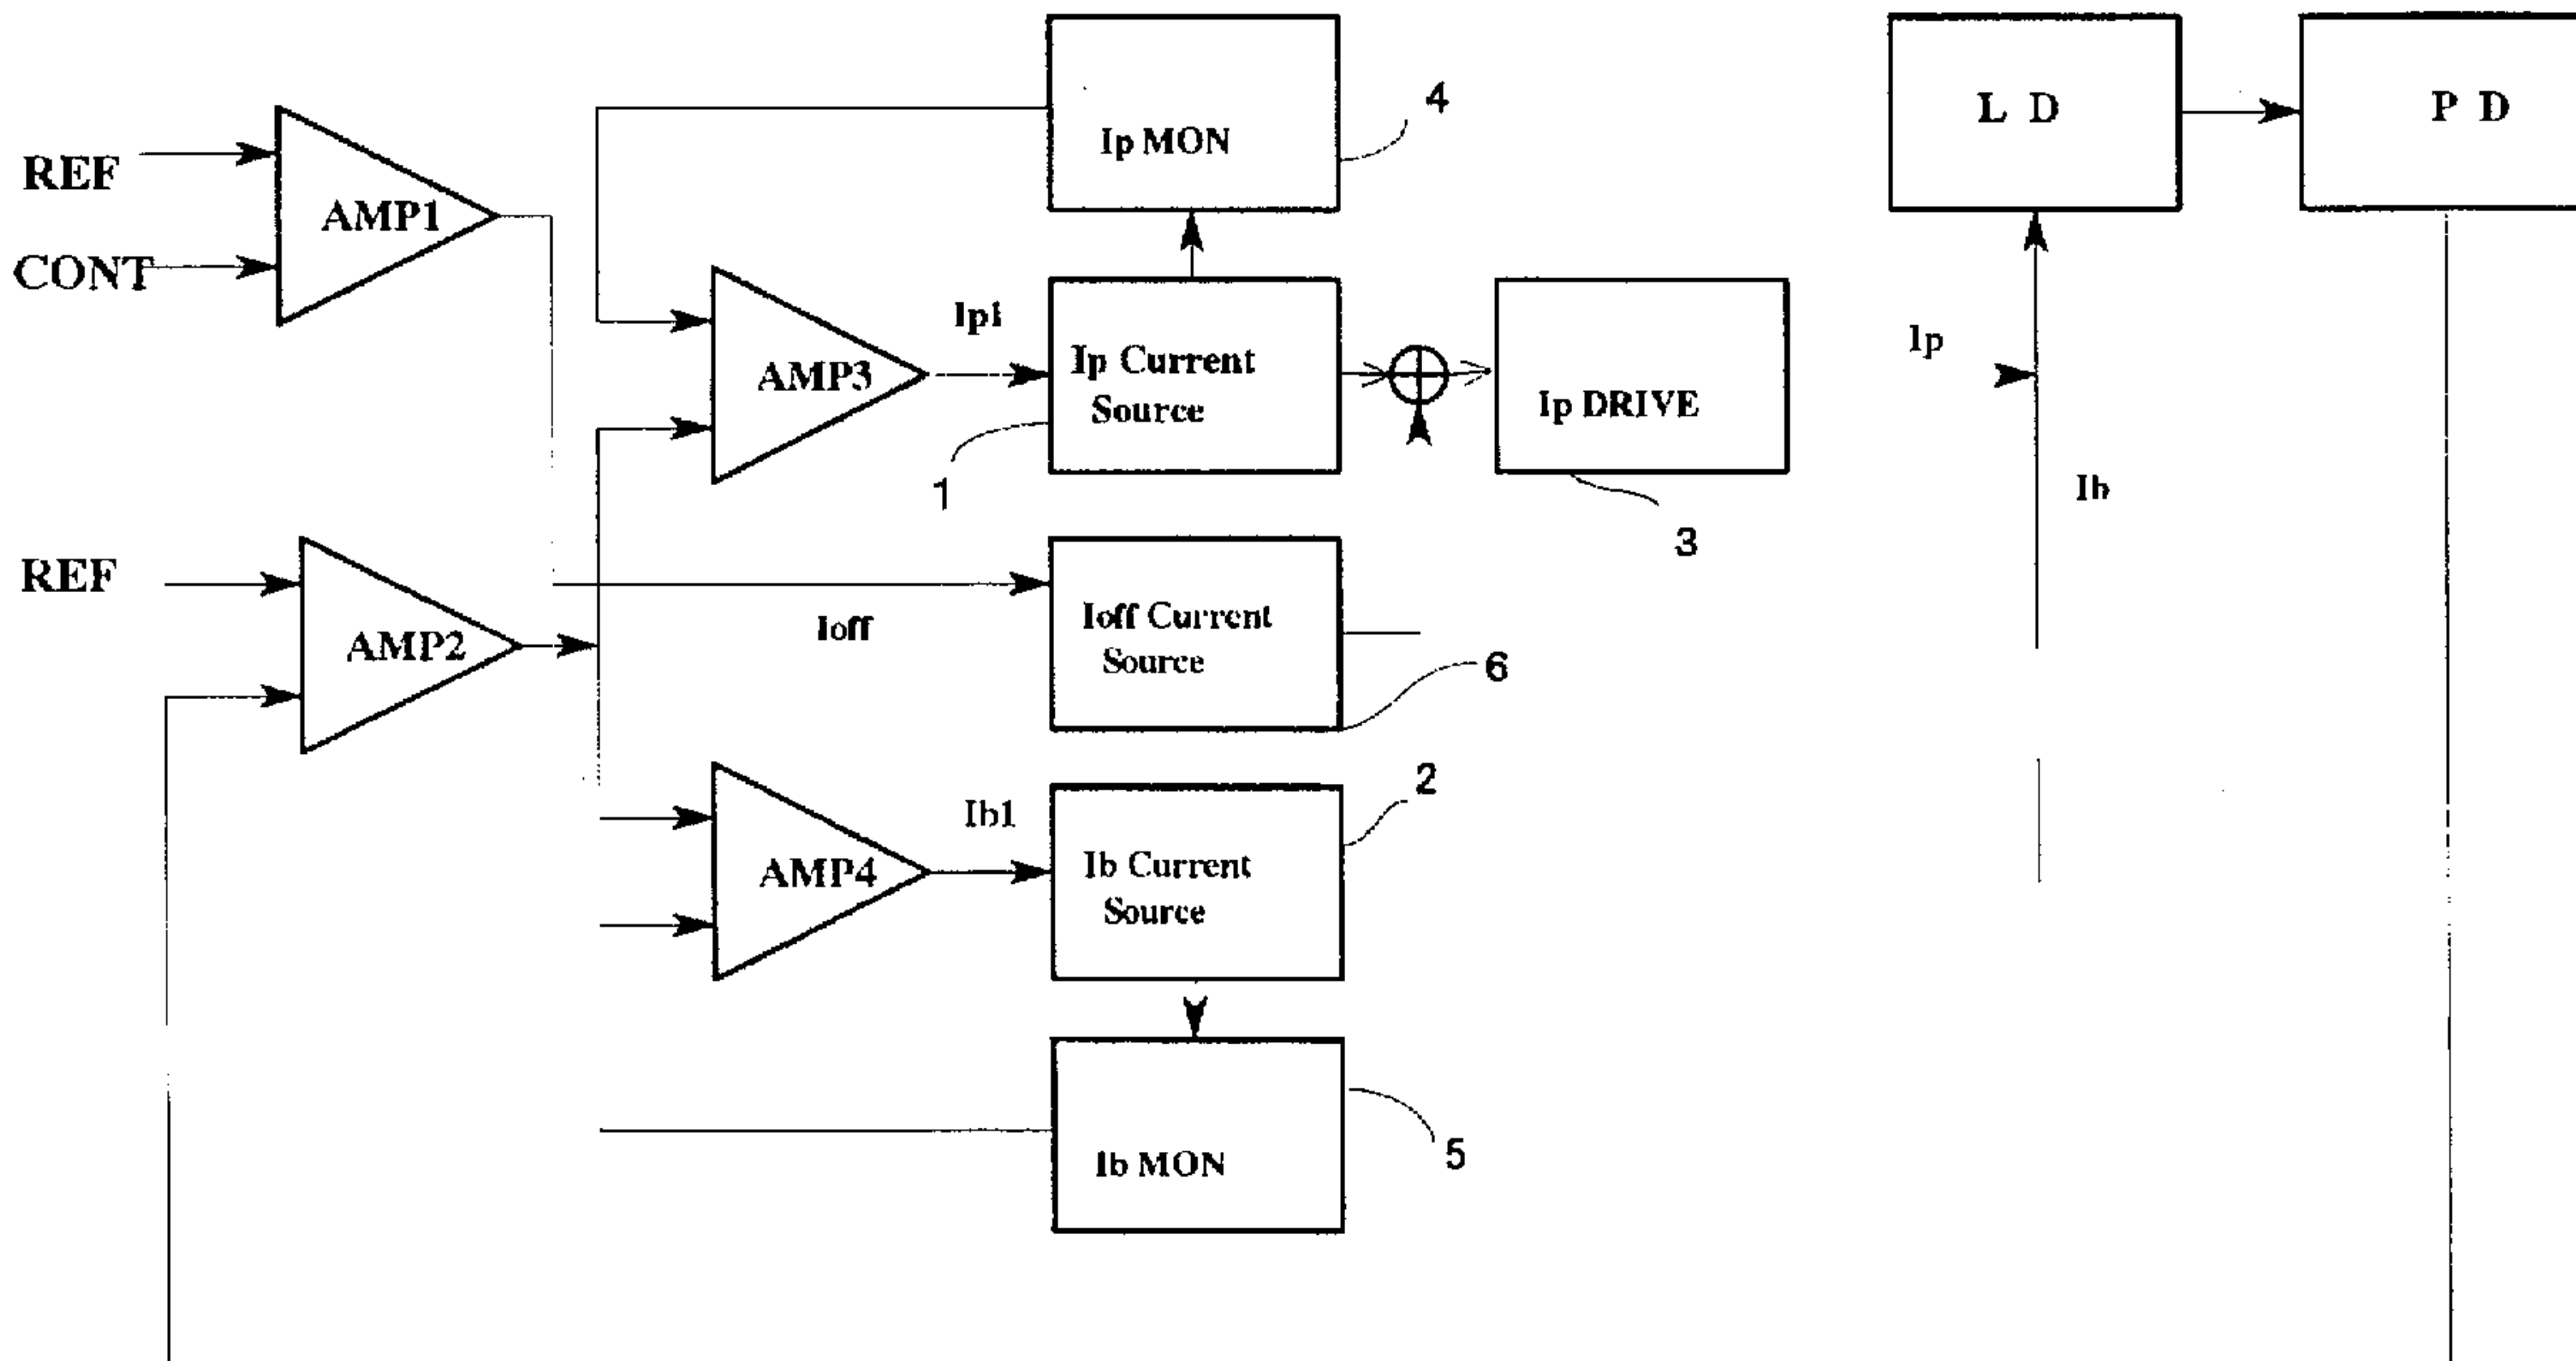 Ip MON
4
L D
P D
REF
AMP1
CONT
AMP3
Ip1
Ip Current
Source
1
Ip DRIVE
3
Ip
Ib
REF
AMP2
Ioff
Ioff Current
Source
6
AMP4
Ib1
Ib Current
Source
2
Ib MON
5